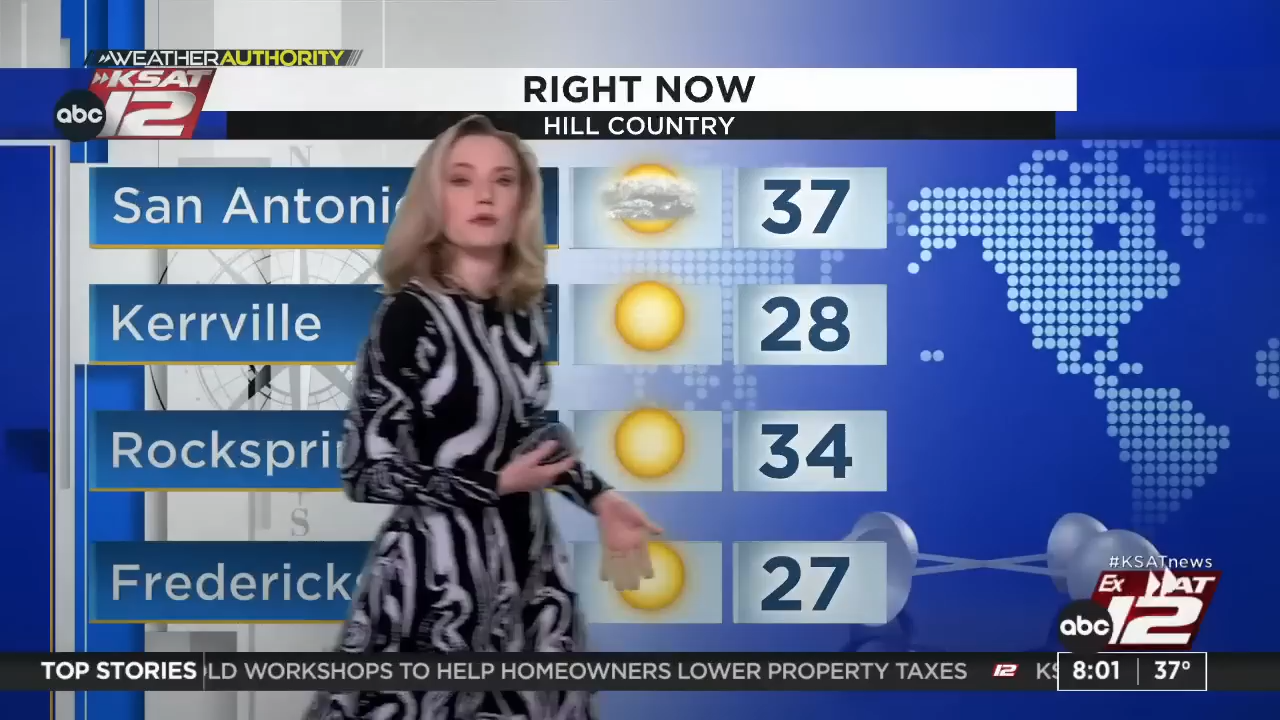 WEATHERAUTHORITY
KSAT
12
abc
RIGHT NOW
HILL COUNTRY
N
San Antoni
37
Kerrville
28
Rockspri
34
S
Fredericks
27
#KSATnews
12
abc
TOP STORIES
OLD WORKSHOPS TO HELP HOMEOWNERS LOWER PROPERTY TAXES 12 KS
8:01 37°